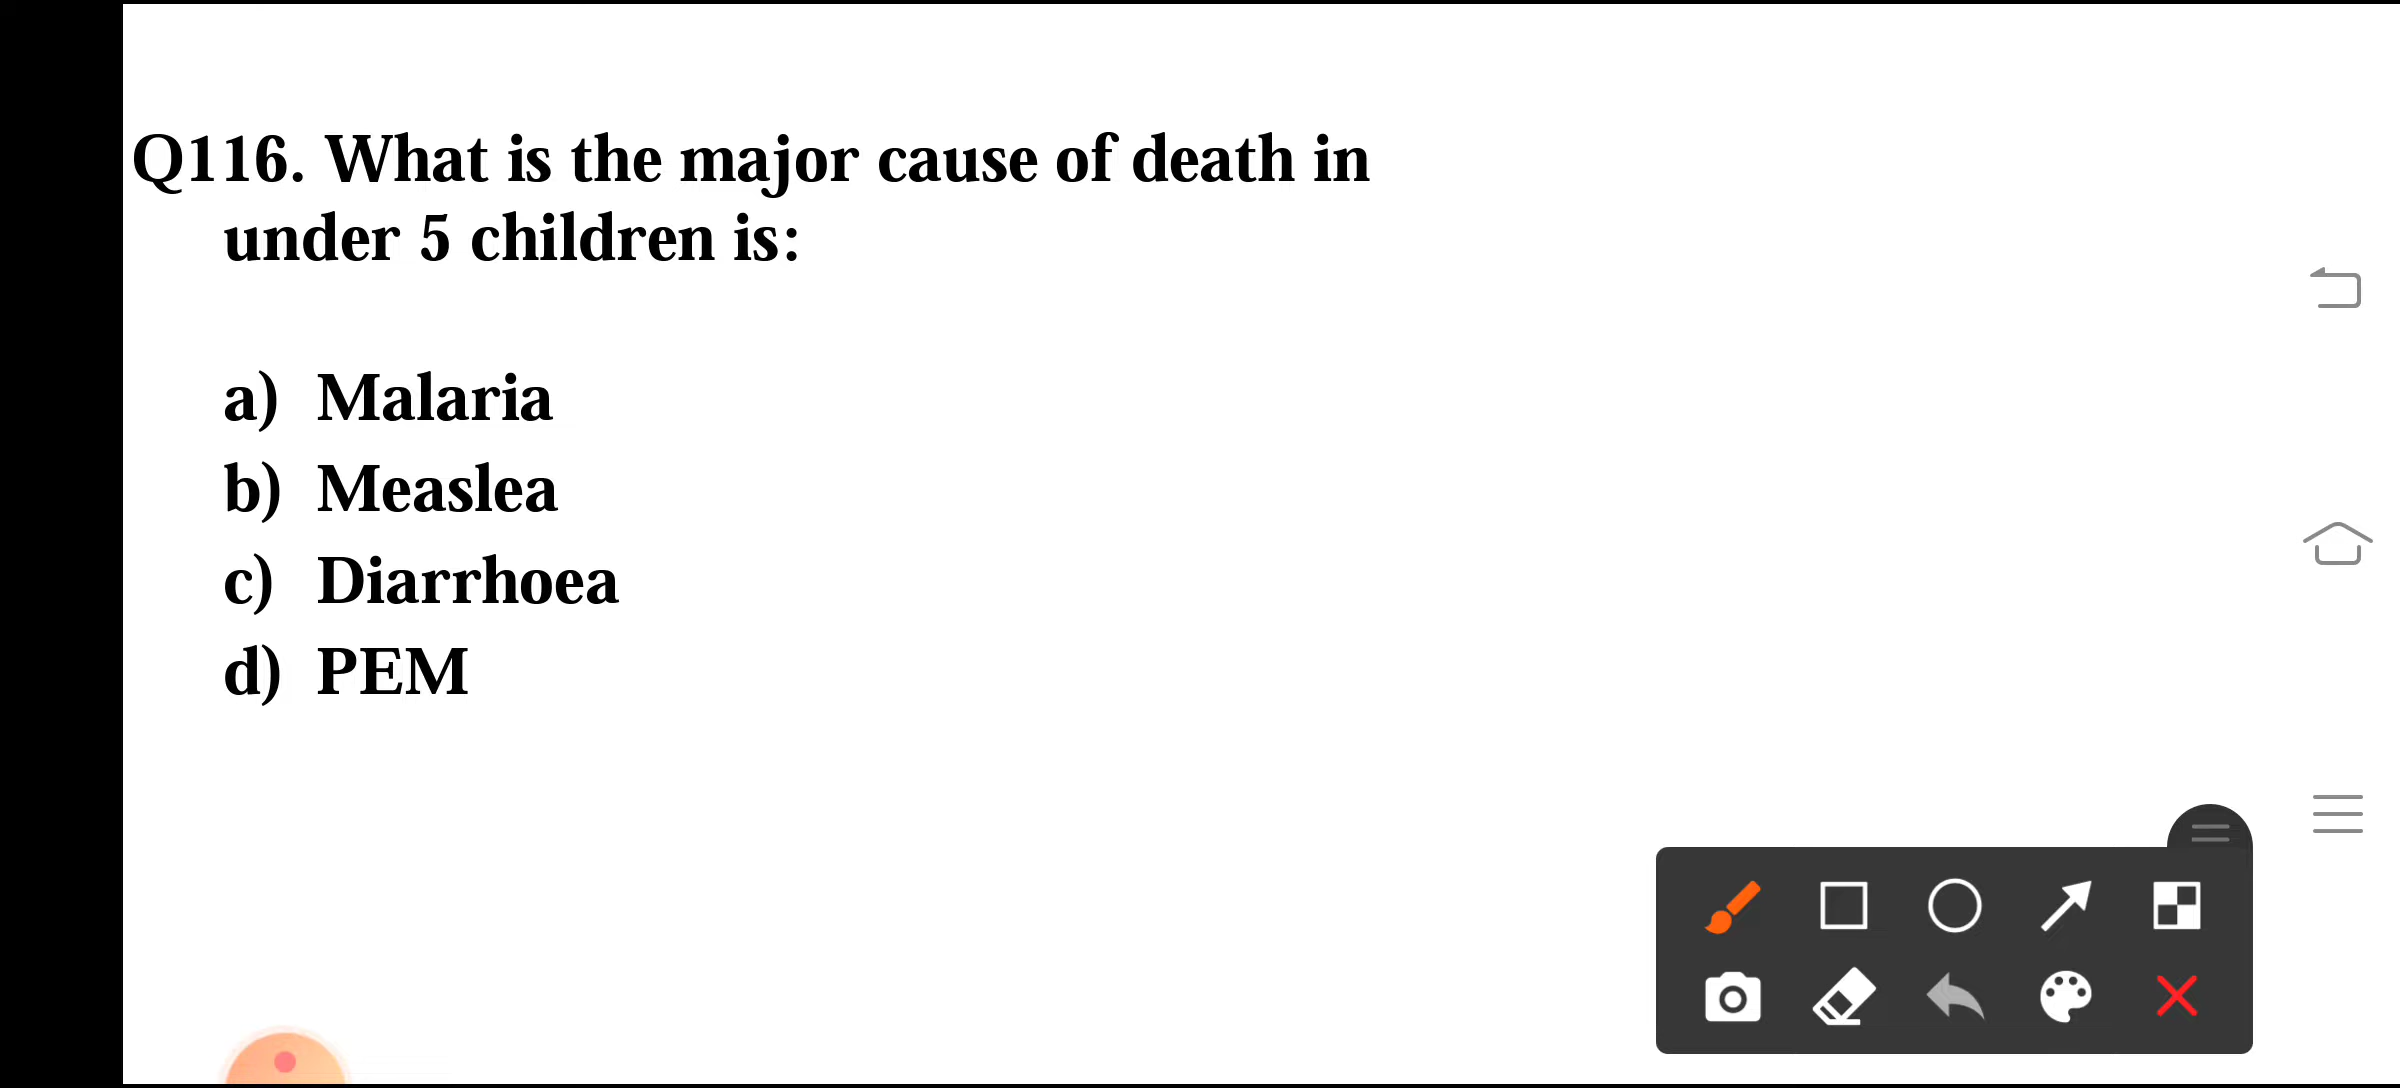 Q116. What is the major cause of death in
under 5 children is:
a) Malaria
b) Measlea
c) Diarrhoea
d) PEM